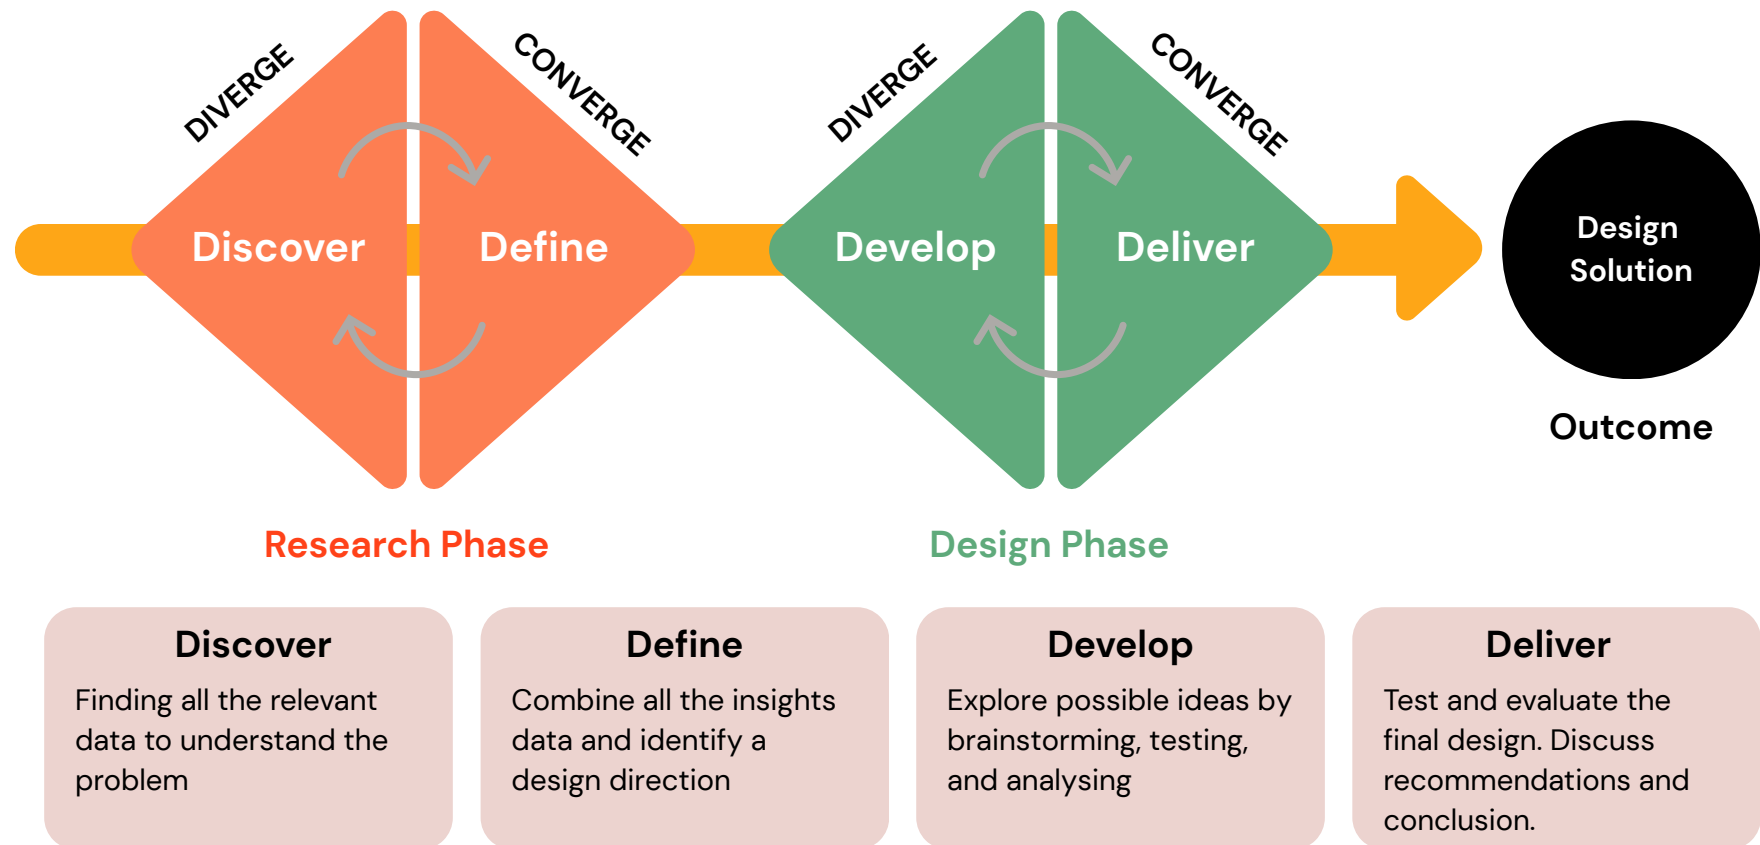 DIVERGE
CONVERGE
DIVERGE
CONVERGE
Discover
Define
Develop
Deliver
Design
Solution
Outcome
Research Phase
Design Phase
Discover
Finding all the relevant
data to understand the
problem
Define
Combine all the insights
data and identify a
design direction
Develop
Explore possible ideas by
brainstorming, testing,
and analysing
Deliver
Test and evaluate the
final design. Discuss
recommendations and
conclusion.